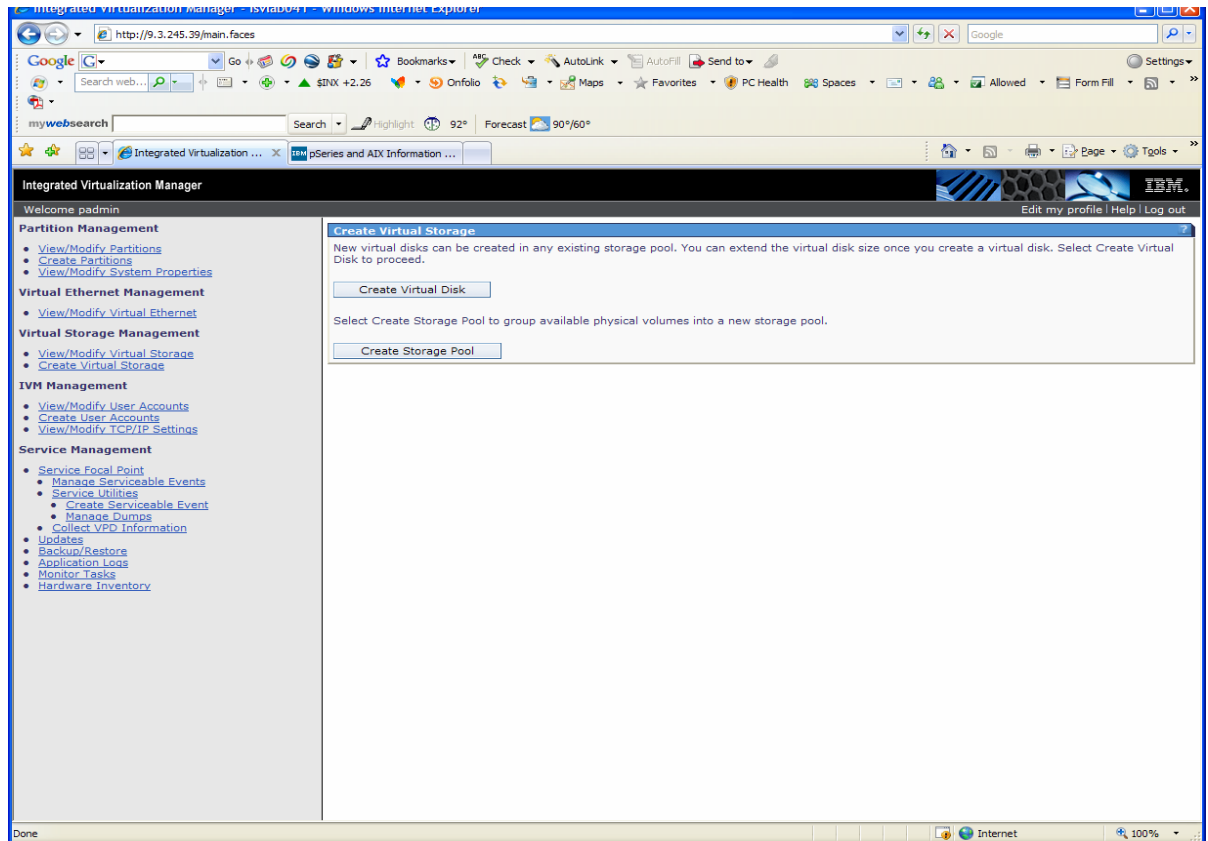 Integrated Virtualization Manager - isvlab041 - Windows Internet Explorer
http://9.3.245.39/main.faces
Google
Google G Go Bookmarks ABC Check AutoLink AutoFill Send to Settings
Search web... $INX +2.26 Onfolio Maps Favorites PC Health Spaces Allowed Form Fill
mywebsearch Search Highlight 92° Forecast 90°/60°
Integrated Virtualization ... IBM pSeries and AIX Information ... Page Tools
Integrated Virtualization Manager IBM.
Welcome padmin Edit my profile | Help | Log out
Partition Management
View/Modify Partitions
Create Partitions
View/Modify System Properties
Virtual Ethernet Management
View/Modify Virtual Ethernet
Virtual Storage Management
View/Modify Virtual Storage
Create Virtual Storage
IVM Management
View/Modify User Accounts
Create User Accounts
View/Modify TCP/IP Settings
Service Management
Service Focal Point
Manage Serviceable Events
Service Utilities
Create Serviceable Event
Manage Dumps
Collect VPD Information
Updates
Backup/Restore
Application Logs
Monitor Tasks
Hardware Inventory
Create Virtual Storage ?
New virtual disks can be created in any existing storage pool. You can extend the virtual disk size once you create a virtual disk. Select Create Virtual
Disk to proceed.
Create Virtual Disk
Select Create Storage Pool to group available physical volumes into a new storage pool.
Create Storage Pool
Done Internet 100%